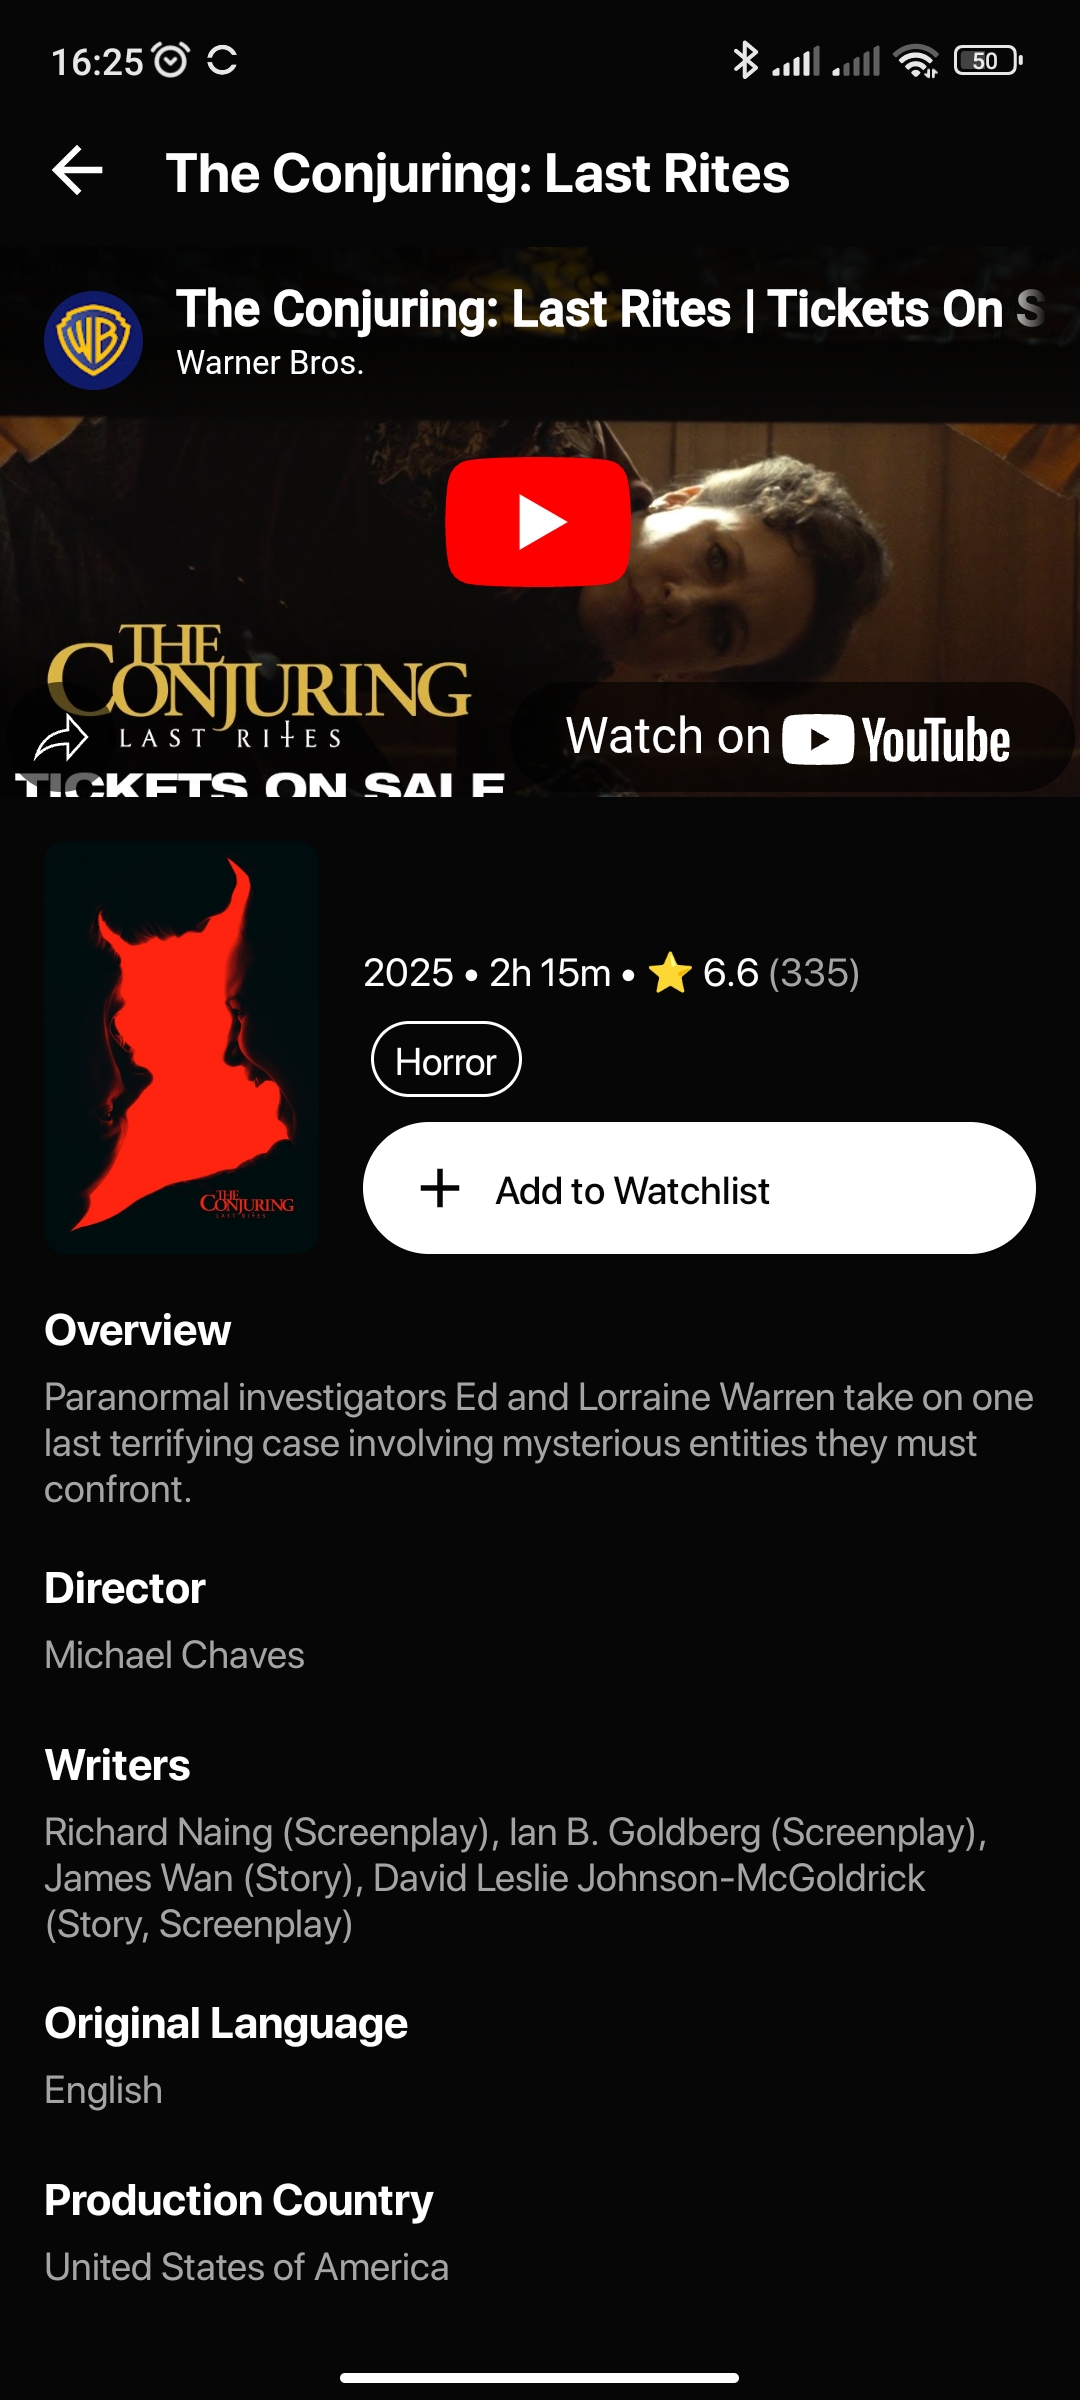 16:25
50
The Conjuring: Last Rites
The Conjuring: Last Rites | Tickets On S
Warner Bros.
WB
THE
CONJURING
LAST RITES
TICKETS ON SALE
Watch on YouTube
2025 • 2h 15m • ⭐ 6.6 (335)
Horror
Add to Watchlist
THE
CONJURING
LAST RITES
Overview
Paranormal investigators Ed and Lorraine Warren take on one
last terrifying case involving mysterious entities they must
confront.
Director
Michael Chaves
Writers
Richard Naing (Screenplay), Ian B. Goldberg (Screenplay),
James Wan (Story), David Leslie Johnson-McGoldrick
(Story, Screenplay)
Original Language
English
Production Country
United States of America